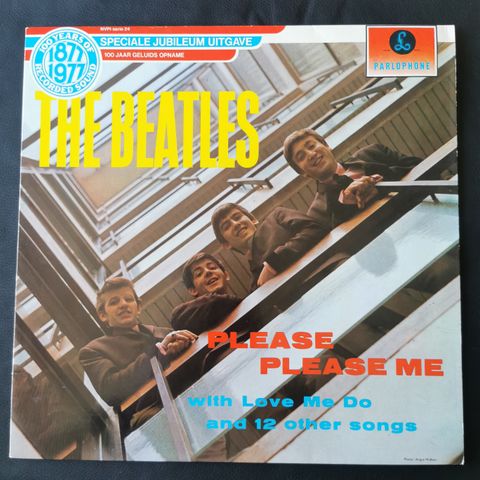 NVPI serie 24
SPECIALE JUBILEUM UITGAVE
100 JAAR GELUIDS OPNAME
100 YEARS OF
1877
1977
RECORDED SOUND
£
PARLOPHONE
THE BEATLES
PLEASE
PLEASE ME
with Love Me Do
and 12 other songs